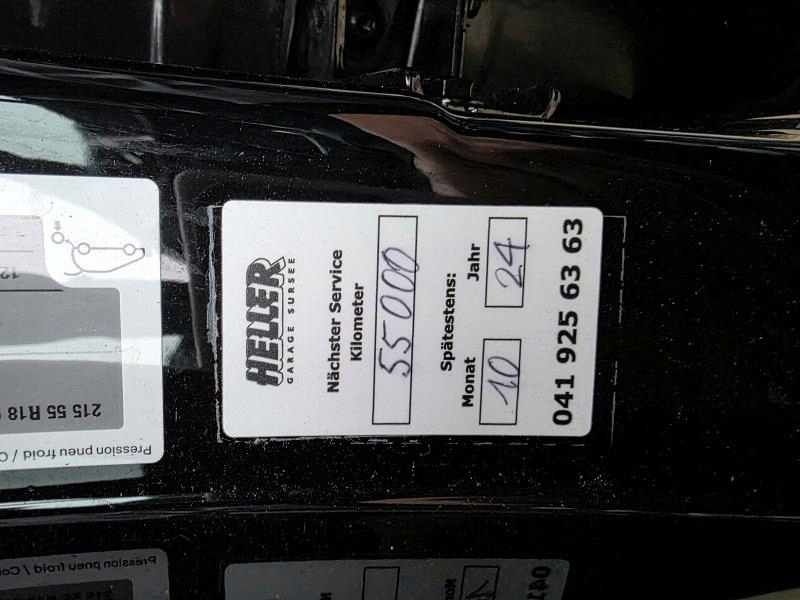 HELLER
GARAGE SURSEE
Nächster Service
Kilometer
55000
Spätestens:
Monat Jahr
10 24
041 925 63 63
215 55 R18
Pression pneu froid / C
Pression pneu froid / Col